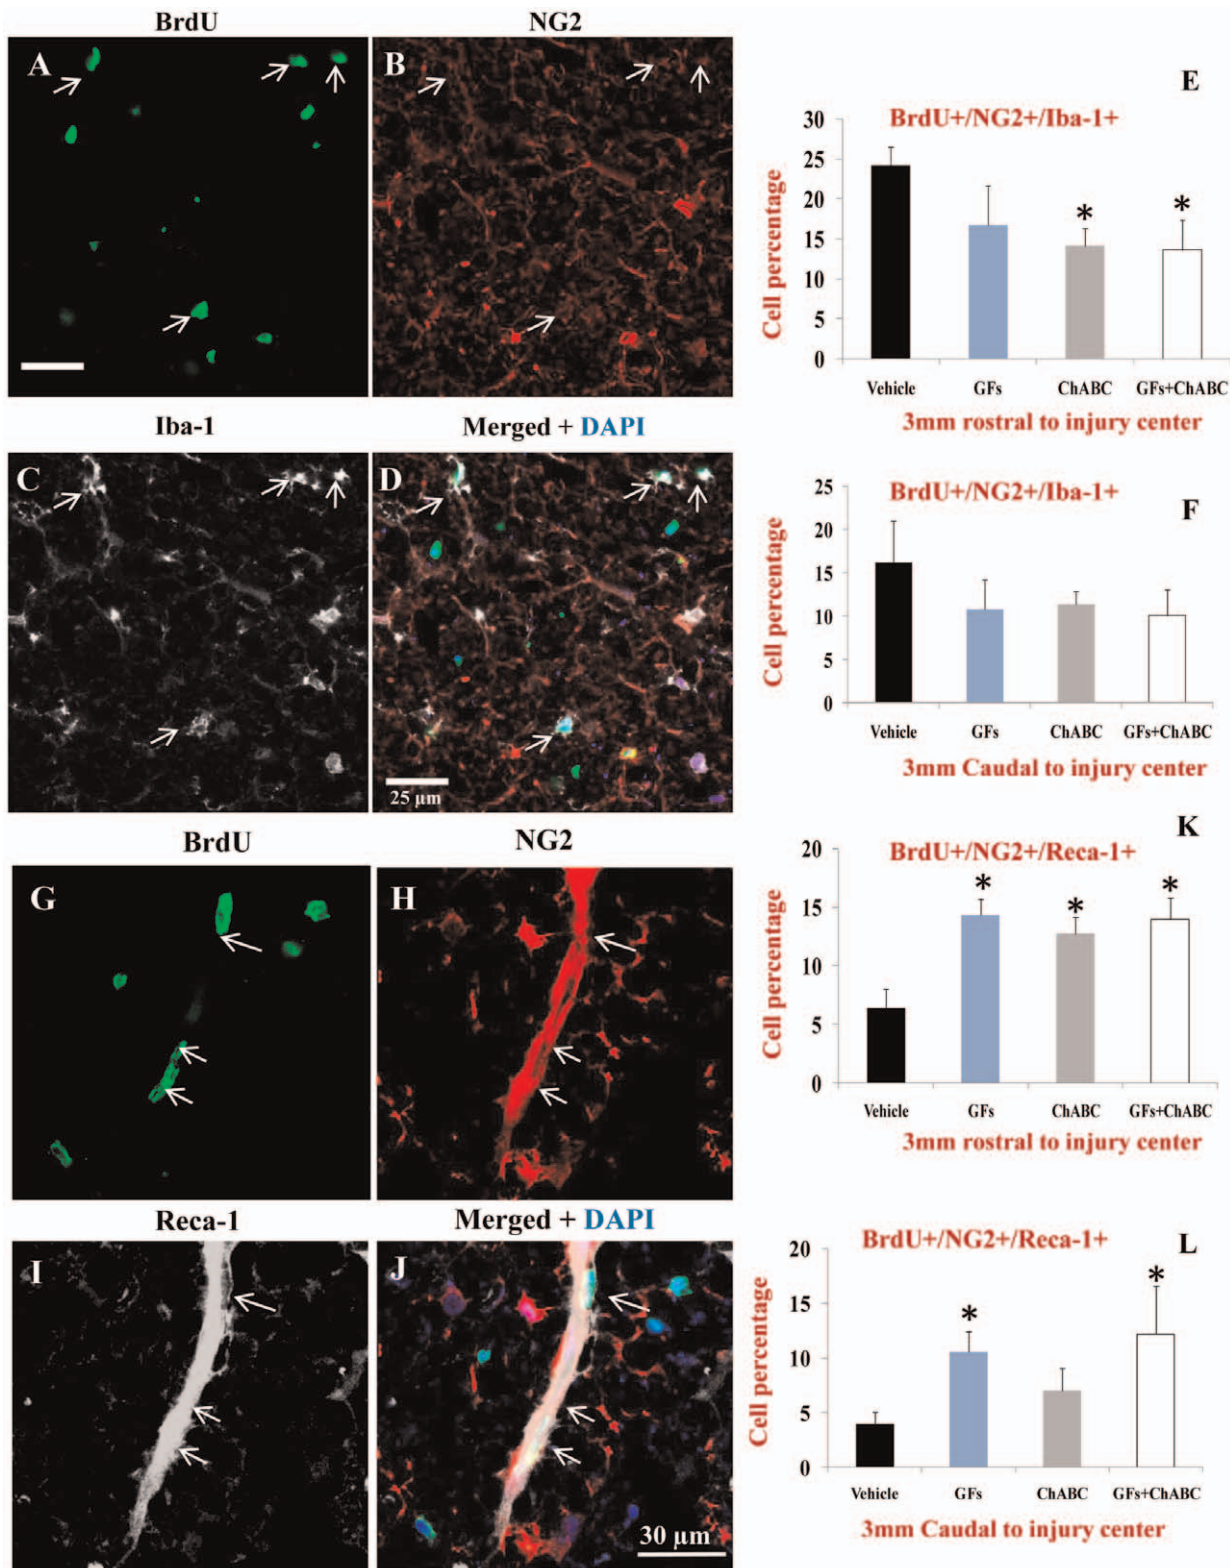 BrdU
NG2
A
B
E
BrdU+/NG2+/Iba-1+
Cell percentage
30
25
20
15
10
5
0
*
*
Vehicle
GFs
ChABC
GFs+ChABC
3mm rostral to injury center
Iba-1
Merged + DAPI
C
D
25 µm
F
BrdU+/NG2+/Iba-1+
Cell percentage
25
20
15
10
5
0
Vehicle
GFs
ChABC
GFs+ChABC
3mm Caudal to injury center
BrdU
NG2
G
H
K
BrdU+/NG2+/Reca-1+
Cell percentage
20
15
10
5
0
*
*
*
Vehicle
GFs
ChABC
GFs+ChABC
3mm rostral to injury center
Reca-1
Merged + DAPI
I
J
30 µm
L
BrdU+/NG2+/Reca-1+
Cell percentage
20
15
10
5
0
*
*
Vehicle
GFs
ChABC
GFs+ChABC
3mm Caudal to injury center